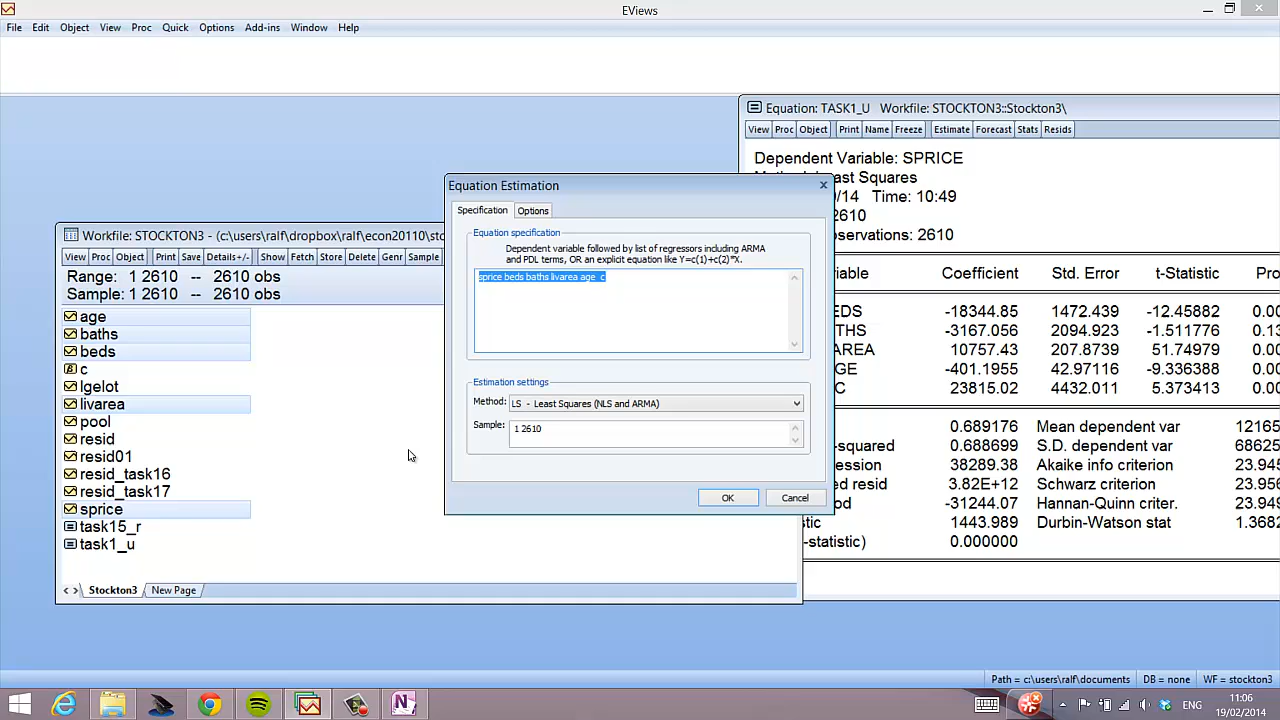 EViews
File Edit Object View Proc Quick Options Add-ins Window Help
Equation: TASK1_U Workfile: STOCKTON3::Stockton3\
View Proc Object Print Name Freeze Estimate Forecast Stats Resids
Dependent Variable: SPRICE
Least Squares
/14 Time: 10:49
2610
2610
Coefficient Std. Error t-Statistic
-18344.85 1472.439 -12.45882 0.00
-3167.056 2094.923 -1.511776 0.13
10757.43 207.8739 51.74979 0.00
-401.1955 42.97116 -9.336388 0.00
C 23815.02 4432.011 5.373413 0.00
0.689176 Mean dependent var 12165
-squared 0.688699 S.D. dependent var 68625
38289.38 Akaike info criterion 23.945
ed resid 3.82E+12 Schwarz criterion 23.956
-31244.07 Hannan-Quinn criter. 23.949
1443.989 Durbin-Watson stat 1.3682
-statistic) 0.000000
Equation Estimation
Specification Options
Equation specification
Dependent variable followed by list of regressors including ARMA
and PDL terms, OR an explicit equation like Y=c(1)+c(2)*X.
sprice beds baths livarea age c
Estimation settings
Method: LS - Least Squares (NLS and ARMA)
Sample: 1 2610
OK Cancel
Workfile: STOCKTON3 - (c:\users\ralf\dropbox\ralf\econ20110\sto
View Proc Object Print Save Details+/- Show Fetch Store Delete Genr Sample
Range: 1 2610 -- 2610 obs
Sample: 1 2610 -- 2610 obs
age
baths
beds
c
lgelot
livarea
pool
resid
resid01
resid_task16
resid_task17
sprice
task15_r
task1_u
Stockton3 New Page
Path = c:\users\ralf\documents DB = none WF = stockton3
ENG
11:06
19/02/2014